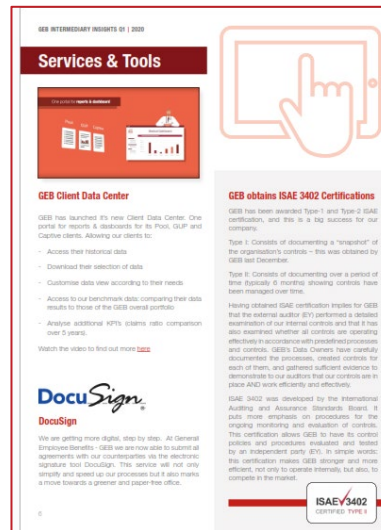 GEB INTERMEDIARY INSIGHTS Q1 | 2020
Services & Tools
One portal for reports & dashboard
GEB Client Data Center
GEB has launched it's new Client Data Center. One
portal for reports & dasboards for its Pool, GUP and
Captive clients. Allowing our clients to:
- Access their historical data
- Download their selection of data
- Customise data view according to their needs
- Access to our benchmark data: comparing their data
results to those of the GEB overall portfolio
- Analyse additional KPI's (claims ratio comparison
over 5 years).
Watch the video to find out more here
DocuSign
DocuSign
We are getting more digital, step by step. At General
Employee Benefits - GEB we are now able to submit all
agreements with our counterparties via the electronic
signature tool DocuSign. This service will not only
simplify and speed up our processes but it also marks
a move towards a greener and paper-free office.
GEB obtains ISAE 3402 Certifications
GEB has been awarded Type-1 and Type-2 ISAE
certification, and this is a big success for our
company.
Type I: Consists of documenting a "snapshot" of
the organisation's controls – this was obtained by
GEB last December.
Type II: Consists of documenting over a period of
time (typically 6 months) showing controls have
been managed over time.
Having obtained ISAE certification implies for GEB
that the external auditor (EY) performed a detailed
examination of our internal controls and that it has
also examined whether all controls are operating
effectively in accordance with predefined processes
and controls. GEB's Data Owners have carefully
documented the processes, created controls for
each of them, and gathered sufficient evidence to
demonstrate to our auditors that our controls are in
place AND work efficiently and effectively.
ISAE 3402 was developed by the International
Auditing and Assurance Standards Board. It
puts more emphasis on procedures for the
ongoing monitoring and evaluation of controls.
This certification allows GEB to have its control
policies and procedures evaluated and tested
by an independent party (EY). In simple words:
this certification makes GEB stronger and more
efficient, not only to operate internally, but also, to
compete in the market.
ISAE 3402
CERTIFIED TYPE II